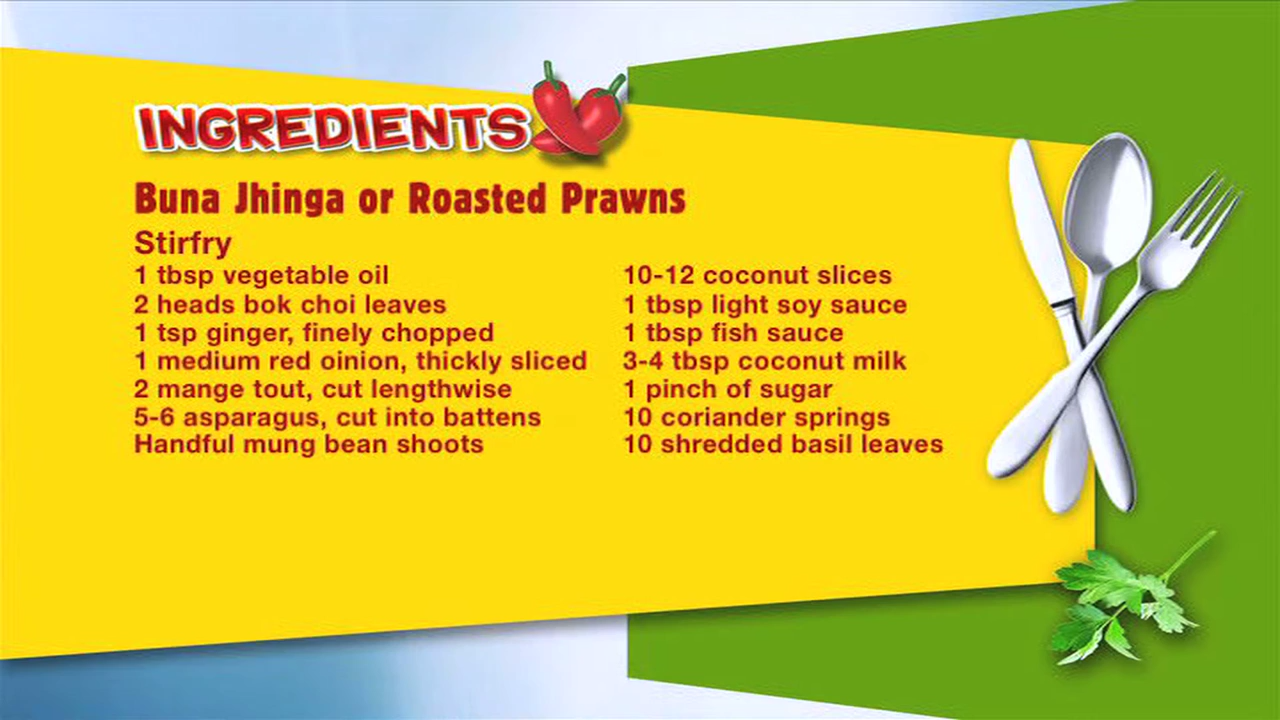 INGREDIENTS
Buna Jhinga or Roasted Prawns
Stirfry
1 tbsp vegetable oil
2 heads bok choi leaves
1 tsp ginger, finely chopped
1 medium red oinion, thickly sliced
2 mange tout, cut lengthwise
5-6 asparagus, cut into battens
Handful mung bean shoots
10-12 coconut slices
1 tbsp light soy sauce
1 tbsp fish sauce
3-4 tbsp coconut milk
1 pinch of sugar
10 coriander springs
10 shredded basil leaves